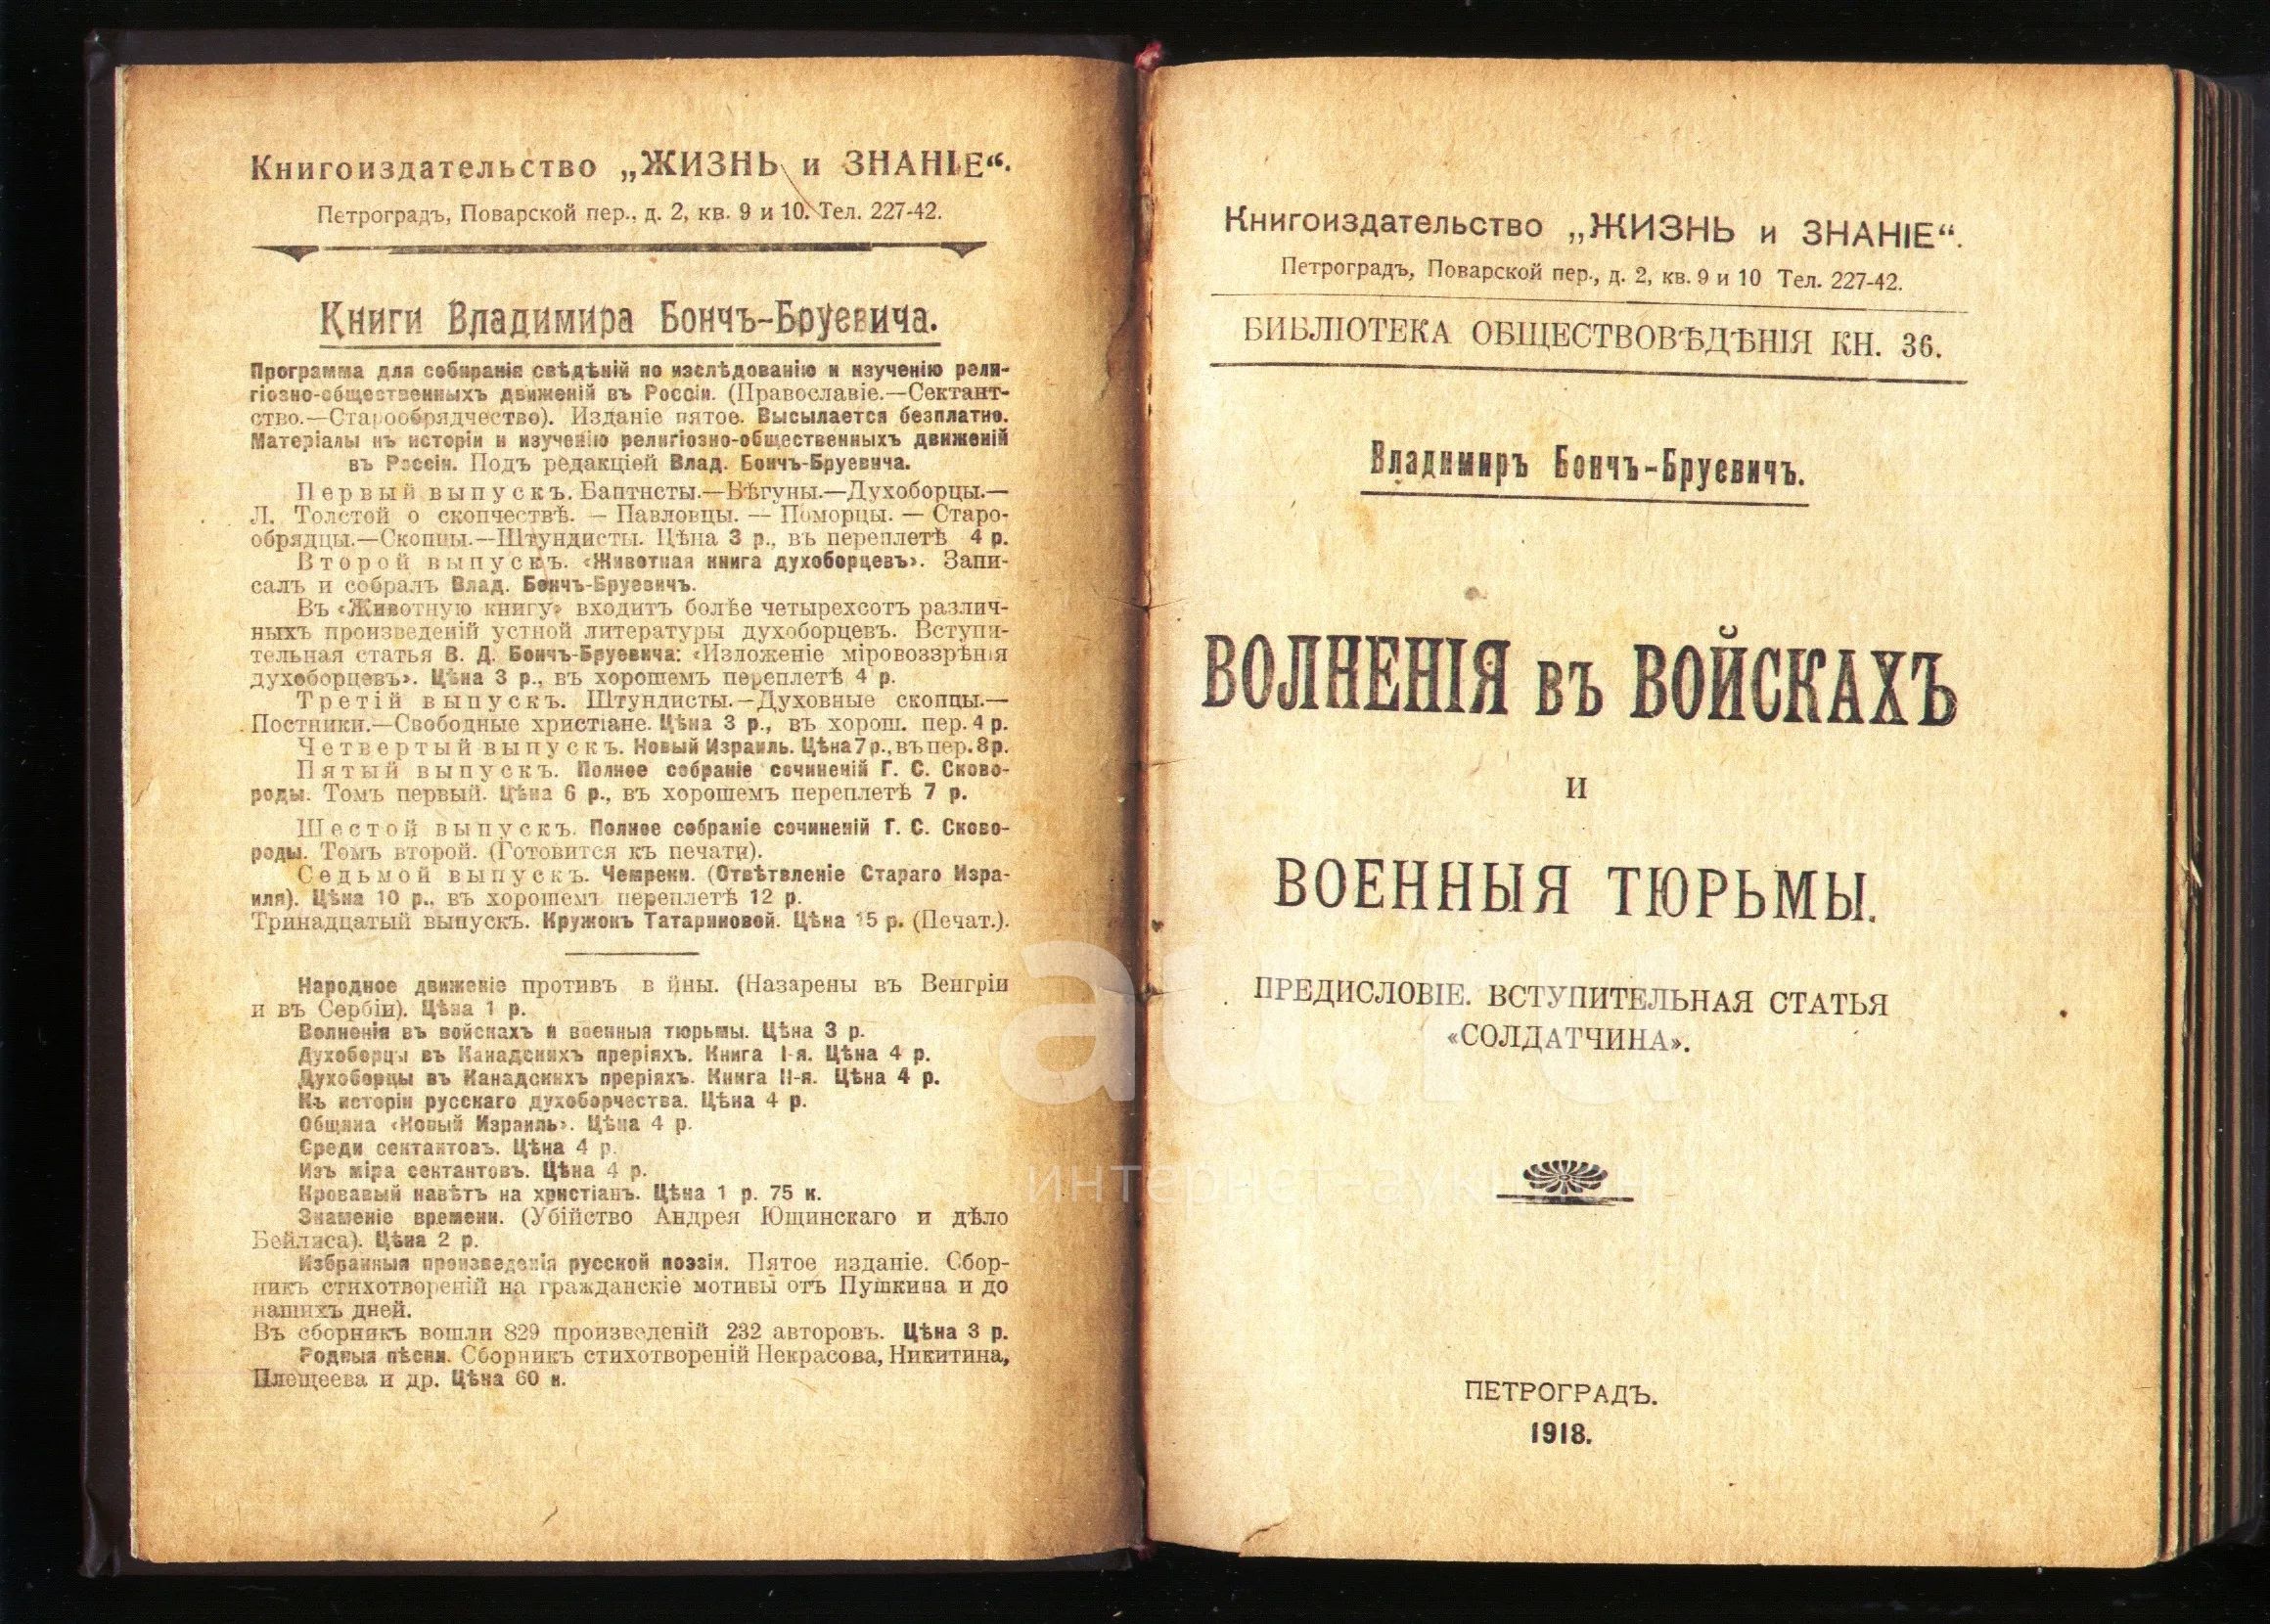 Книгоиздательство „ЖИЗНЬ и ЗНАНІЕ“.
Петроградъ, Поварской пер., д. 2, кв. 9 и 10. Тел. 227-42.
Книги Владимира Бончъ-Бруевича.
Программа для собиранія свѣдѣній по изслѣдованію и изученію рели-
гіозно-общественныхъ движеній въ Россіи. (Православіе.—Сектант-
ство.—Старообрядчество). Изданіе пятое. Высылается безплатно.
Матеріалы къ исторіи и изученію религіозно-общественныхъ движеній
въ Россіи. Подъ редакціей Влад. Бончъ-Бруевича.
Первый выпускъ. Баптисты.—Бѣгуны.—Духоборцы.—
Л. Толстой о скопчествѣ. — Павловцы. — Поморцы. — Старо-
обрядцы.—Скопцы.—Штундисты. Цѣна 3 р., въ переплетѣ 4 р.
Второй выпускъ. «Животная книга духоборцевъ». Запи-
салъ и собралъ Влад. Бончъ-Бруевичъ.
Въ «Животную книгу» входитъ болѣе четырехсотъ различ-
ныхъ произведеній устной литературы духоборцевъ. Вступи-
тельная статья В. Д. Бончъ-Бруевича: «Изложеніе міровоззрѣнія
духоборцевъ». Цѣна 3 р., въ хорошемъ переплетѣ 4 р.
Третій выпускъ. Штундисты.—Духовные скопцы.—
Постники.—Свободные христіане. Цѣна 3 р., въ хорош. пер. 4 р.
Четвертый выпускъ. Новый Израиль. Цѣна 7 р., въ пер. 8 р.
Пятый выпускъ. Полное собраніе сочиненій Г. С. Сково-
роды. Томъ первый. Цѣна 6 р., въ хорошемъ переплетѣ 7 р.
Шестой выпускъ. Полное собраніе сочиненій Г. С. Сково-
роды. Томъ второй. (Готовится къ печати).
Седьмой выпускъ. Чемреки. (Отвѣтвленіе Стараго Изра-
иля). Цѣна 10 р., въ хорошемъ переплетѣ 12 р.
Тринадцатый выпускъ. Кружокъ Татариновой. Цѣна 15 р. (Печат.).
Народное движеніе противъ в йны. (Назарены въ Венгріи
и въ Сербіи). Цѣна 1 р.
Волненія въ войскахъ и военныя тюрьмы. Цѣна 3 р.
Духоборцы въ Канадскихъ преріяхъ. Книга I-я. Цѣна 4 р.
Духоборцы въ Канадскихъ преріяхъ. Книга II-я. Цѣна 4 р.
Къ исторіи русскаго духоборчества. Цѣна 4 р.
Община «Новый Израиль». Цѣна 4 р.
Среди сектантовъ. Цѣна 4 р.
Изъ міра сектантовъ. Цѣна 4 р.
Кровавый навѣтъ на христіанъ. Цѣна 1 р. 75 к.
Знаменіе времени. (Убійство Андрея Ющинскаго и дѣло
Бейлиса). Цѣна 2 р.
Избранныя произведенія русской поэзіи. Пятое изданіе. Сбор-
никъ стихотвореній на гражданскіе мотивы отъ Пушкина и до
нашихъ дней.
Въ сборникъ вошли 829 произведеній 232 авторовъ. Цѣна 3 р.
Родныя пѣсни. Сборникъ стихотвореній Некрасова, Никитина,
Плещеева и др. Цѣна 60 к.
Книгоиздательство „ЖИЗНЬ и ЗНАНІЕ“.
Петроградъ, Поварской пер., д. 2, кв. 9 и 10 Тел. 227-42.
БИБЛІОТЕКА ОБЩЕСТВОВѢДѢНІЯ КН. 36.
Владимиръ Бончъ-Бруевичъ.
ВОЛНЕНІЯ въ ВОЙСКАХЪ
И
ВОЕННЫЯ ТЮРЬМЫ.
ПРЕДИСЛОВІЕ. ВСТУПИТЕЛЬНАЯ СТАТЬЯ
«СОЛДАТЧИНА».
ПЕТРОГРАДЪ.
1918.